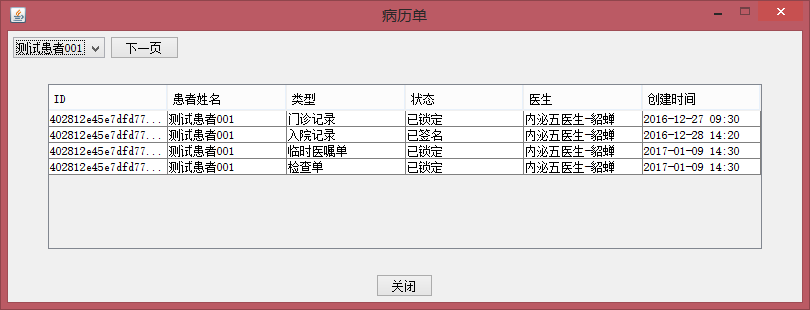 病历单
测试患者001 下一页
ID 患者姓名 类型 状态 医生 创建时间
402812e45e7dfd77... 测试患者001 门诊记录 已锁定 内泌五医生-貂蝉 2016-12-27 09:30
402812e45e7dfd77... 测试患者001 入院记录 已签名 内泌五医生-貂蝉 2016-12-28 14:20
402812e45e7dfd77... 测试患者001 临时医嘱单 已锁定 内泌五医生-貂蝉 2017-01-09 14:30
402812e45e7dfd77... 测试患者001 检查单 已锁定 内泌五医生-貂蝉 2017-01-09 14:30
关闭